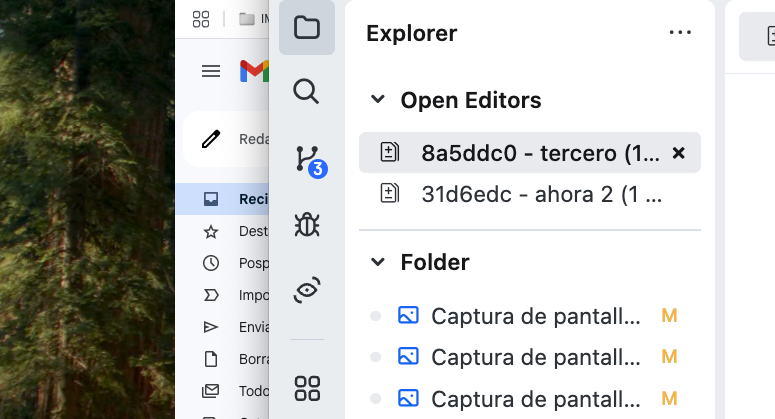 Reda
Reci
Dest
Posp
Impo
Envia
Borra
Todo
3
Explorer
Open Editors
8a5ddc0 - tercero (1...
31d6edc - ahora 2 (1 ...
Folder
Captura de pantall... M
Captura de pantall... M
Captura de pantall... M